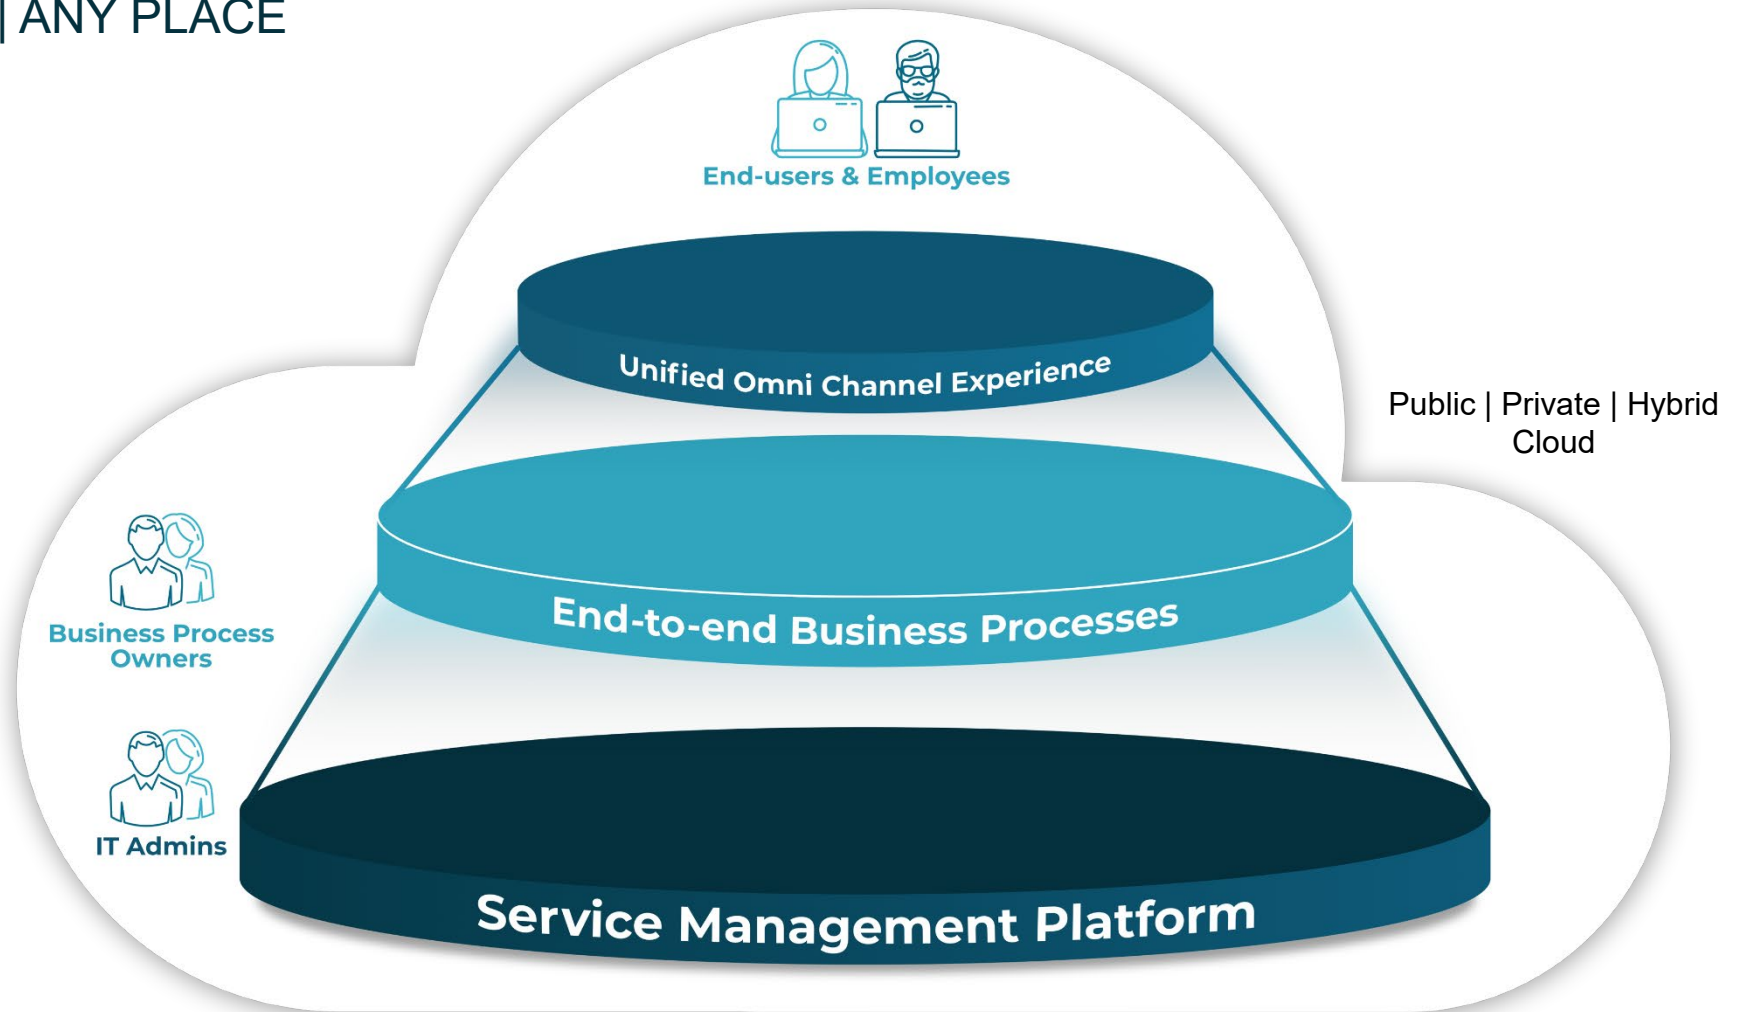 | ANY PLACE
End-users & Employees
Unified Omni Channel Experience
Public | Private | Hybrid
Cloud
End-to-end Business Processes
Business Process
Owners
IT Admins
Service Management Platform